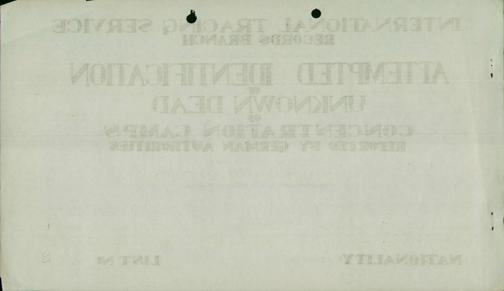 INTERNATIONAL TRACING SERVICE
RECORDS BRANCH
ATTEMPTED IDENTIFICATION
OF
UNKNOWN DEAD
OF
CONCENTRATION CAMPS
REPORTED BY GERMAN AUTHORITIES
NATIONALITY
LIST №